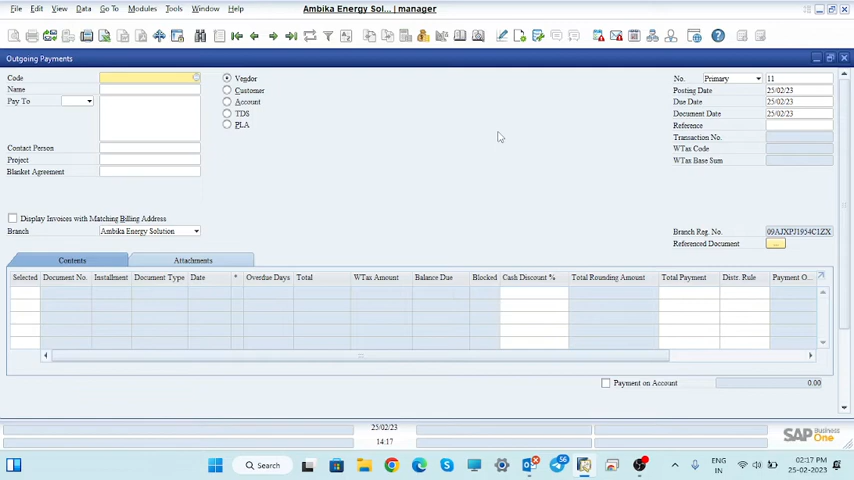 File Edit View Data Go To Modules Tools Window Help Ambika Energy Sol... | manager
Outgoing Payments
Code
Name
Pay To
Contact Person
Project
Blanket Agreement
Vendor
Customer
Account
TDS
PLA
No. Primary 11
Posting Date 25/02/23
Due Date 25/02/23
Document Date 25/02/23
Reference
Transaction No.
WTax Code
WTax Base Sum
Display Invoices with Matching Billing Address
Branch Ambika Energy Solution
Branch Reg. No. 09AJXPJ1954C1ZX
Referenced Document ...
Contents Attachments
Selected Document No. Installment Document Type Date * Overdue Days Total WTax Amount Balance Due Blocked Cash Discount % Total Rounding Amount Total Payment Distr. Rule Payment O...
Payment on Account 0.00
25/02/23
14:17
SAP Business One
Search
56
ENG
IN
02:17 PM
25-02-2023